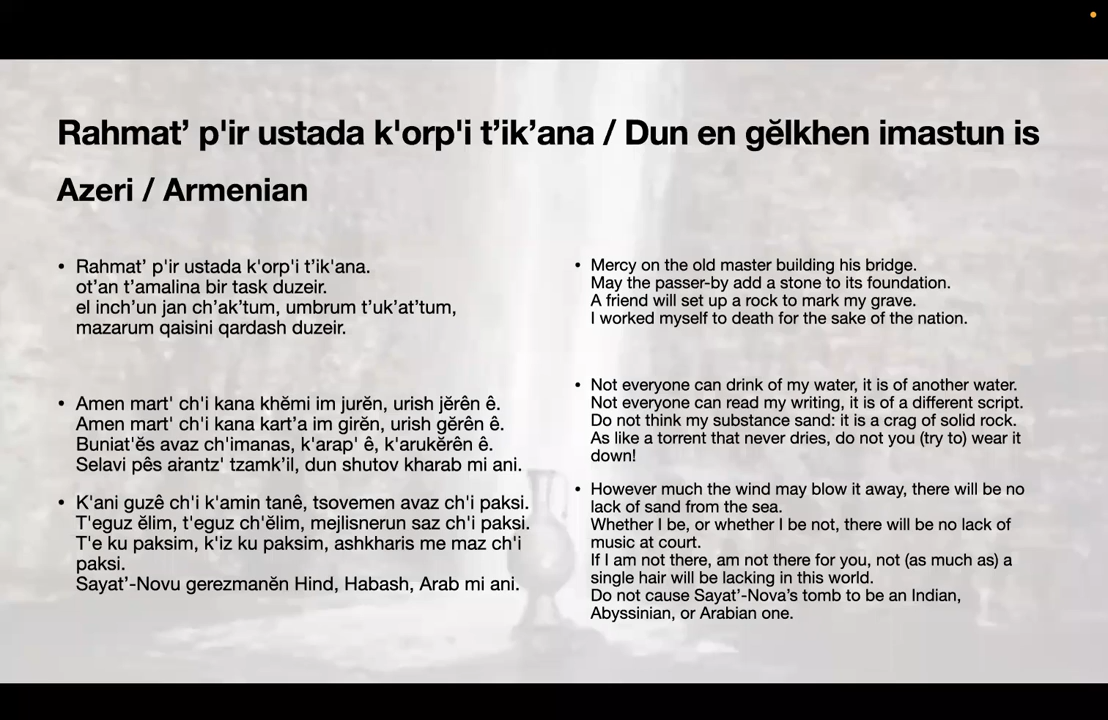 Rahmat’ p'ir ustada k'orp'i t’ik’ana / Dun en gĕlkhen imastun is
Azeri / Armenian
• Rahmat’ p'ir ustada k'orp'i t’ik'ana.
ot’an t’amalina bir task duzeir.
el inch’un jan ch’ak’tum, umbrum t’uk’at’tum,
mazarum qaisini qardash duzeir.
• Amen mart' ch'i kana khĕmi im jurĕn, urish jĕrên ê.
Amen mart' ch'i kana kart’a im girĕn, urish gĕrên ê.
Buniat'ĕs avaz ch'imanas, k'arap' ê, k'arukĕrên ê.
Selavi pês aṙantz' tzamk’il, dun shutov kharab mi ani.
• K'ani guzê ch'i k'amin tanê, tsovemen avaz ch'i paksi.
T'eguz ĕlim, t'eguz ch'ĕlim, mejlisnerun saz ch'i paksi.
T'e ku paksim, k'iz ku paksim, ashkharis me maz ch'i
paksi.
Sayat’-Novu gerezmanĕn Hind, Habash, Arab mi ani.
• Mercy on the old master building his bridge.
May the passer-by add a stone to its foundation.
A friend will set up a rock to mark my grave.
I worked myself to death for the sake of the nation.
• Not everyone can drink of my water, it is of another water.
Not everyone can read my writing, it is of a different script.
Do not think my substance sand: it is a crag of solid rock.
As like a torrent that never dries, do not you (try to) wear it
down!
• However much the wind may blow it away, there will be no
lack of sand from the sea.
Whether I be, or whether I be not, there will be no lack of
music at court.
If I am not there, am not there for you, not (as much as) a
single hair will be lacking in this world.
Do not cause Sayat’-Nova’s tomb to be an Indian,
Abyssinian, or Arabian one.